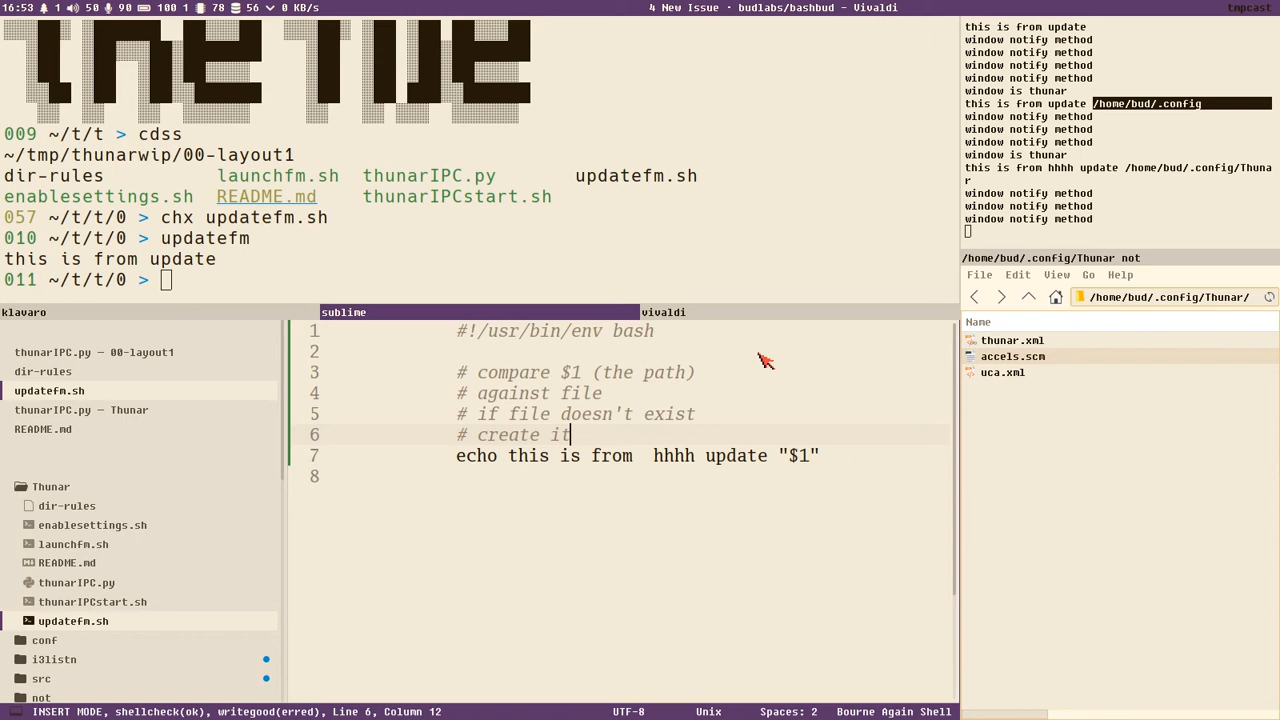 16:53 1 50 90 100 1 78 56 0 KB/s
4 New Issue · budlabs/bashbud - Vivaldi
tmpcast
the TUE
009 ~/t/t > cdss
~/tmp/thunarwip/00-layout1
dir-rules launchfm.sh thunarIPC.py updatefm.sh
enablesettings.sh README.md thunarIPCstart.sh
057 ~/t/t/0 > chx updatefm.sh
010 ~/t/t/0 > updatefm
this is from update
011 ~/t/t/0 >
this is from update
window notify method
window notify method
window notify method
window notify method
window is thunar
this is from update /home/bud/.config
window notify method
window notify method
window notify method
window is thunar
this is from hhhh update /home/bud/.config/Thuna
r
window notify method
window notify method
window notify method
/home/bud/.config/Thunar not
File Edit View Go Help
/home/bud/.config/Thunar/
Name
thunar.xml
accels.scm
uca.xml
klavaro
sublime
vivaldi
thunarIPC.py — 00-layout1
dir-rules
updatefm.sh
thunarIPC.py — Thunar
README.md
Thunar
dir-rules
enablesettings.sh
launchfm.sh
README.md
thunarIPC.py
thunarIPCstart.sh
updatefm.sh
conf
i3listn
src
not
1 #!/usr/bin/env bash
2
3 # compare $1 (the path)
4 # against file
5 # if file doesn't exist
6 # create it
7 echo this is from  hhhh update "$1"
8
INSERT MODE, shellcheck(ok), writegood(erred), Line 6, Column 12
UTF-8
Unix
Spaces: 2
Bourne Again Shell